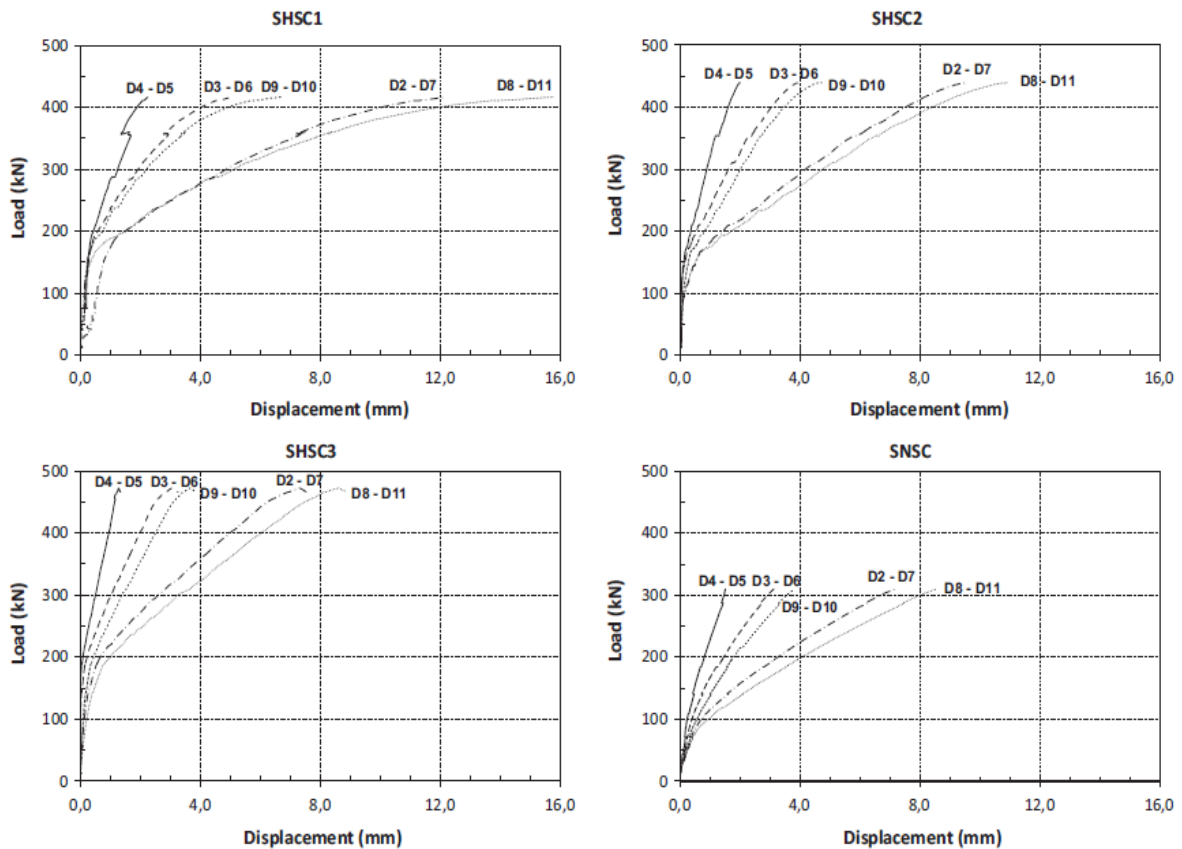 SHSC1
500
400
300
200
100
0
Load (kN)
D4 - D5
D3 - D6
D9 - D10
D2 - D7
D8 - D11
0,0
4,0
8,0
12,0
16,0
Displacement (mm)
SHSC2
500
400
300
200
100
0
Load (kN)
D4 - D5
D3 - D6
D9 - D10
D2 - D7
D8 - D11
0,0
4,0
8,0
12,0
16,0
Displacement (mm)
SHSC3
500
400
300
200
100
0
Load (kN)
D4 - D5
D3 - D6
D9 - D10
D2 - D7
D8 - D11
0,0
4,0
8,0
12,0
16,0
Displacement (mm)
SNSC
500
400
300
200
100
0
Load (kN)
D4 - D5
D3 - D6
D9 - D10
D2 - D7
D8 - D11
0,0
4,0
8,0
12,0
16,0
Displacement (mm)